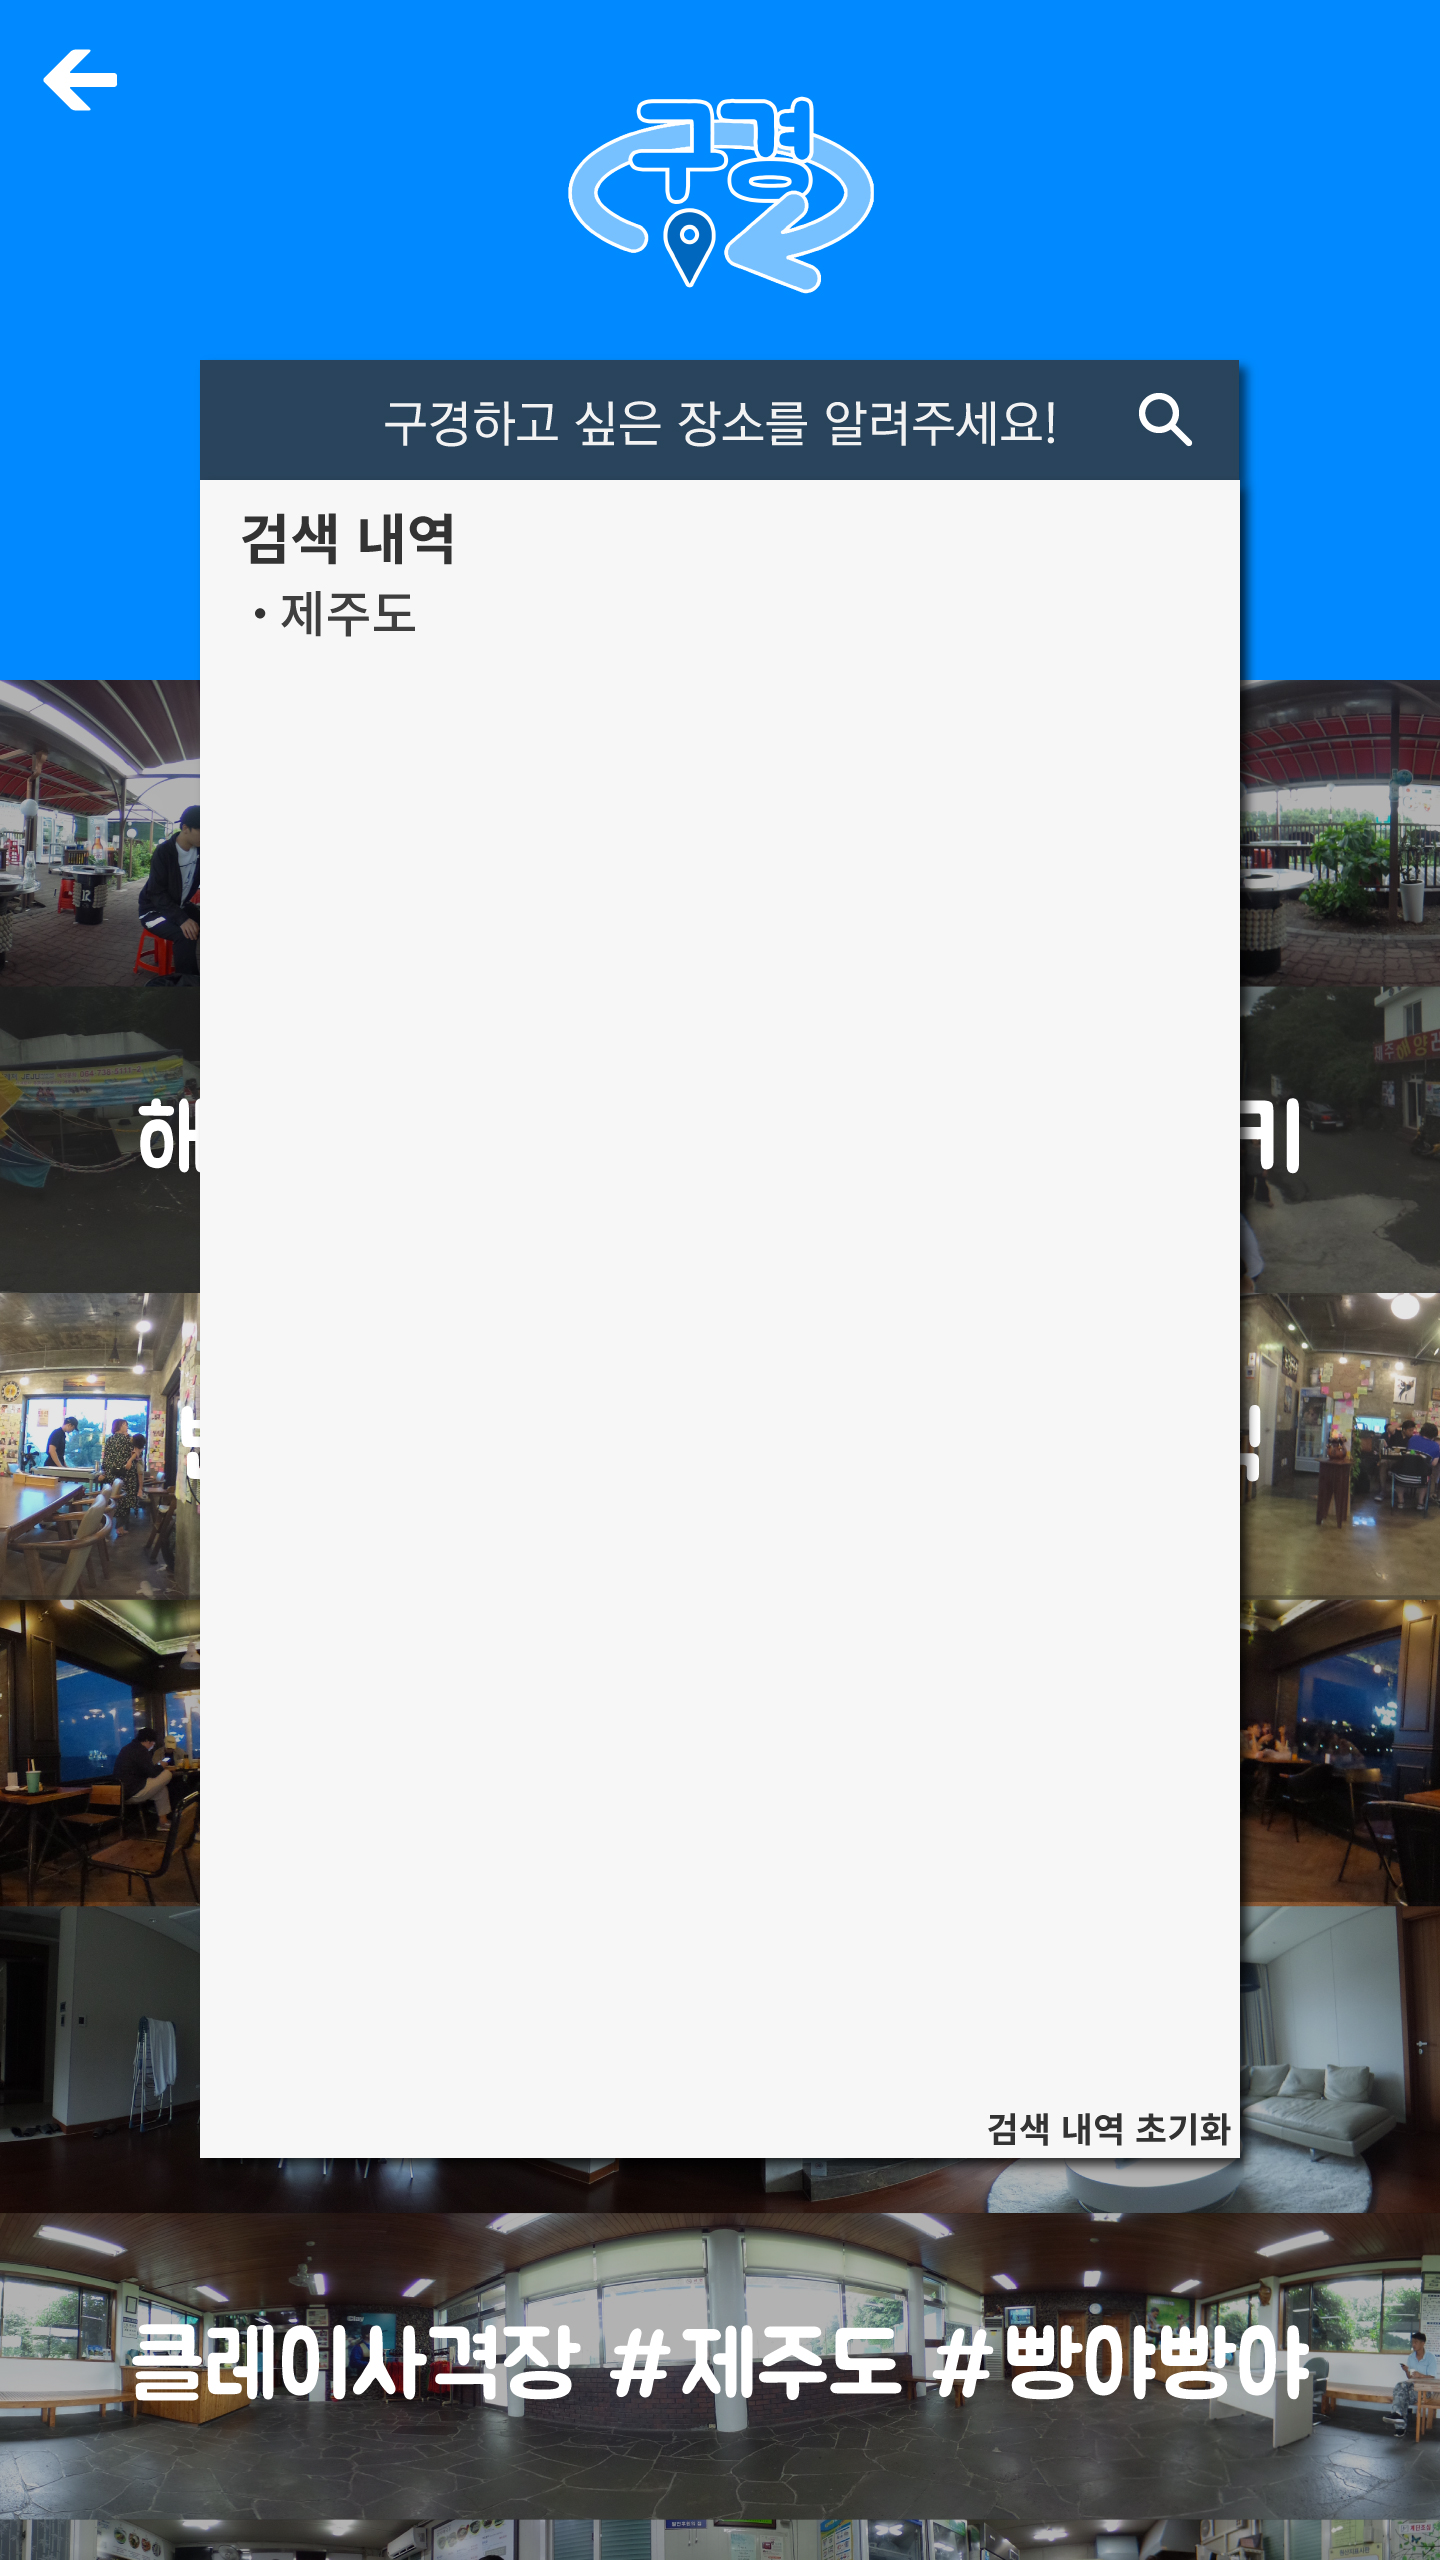 구경
구경하고 싶은 장소를 알려주세요!
검색 내역
• 제주도
해
키
검색 내역 초기화
클레이사격장 #제주도 #빵야빵야